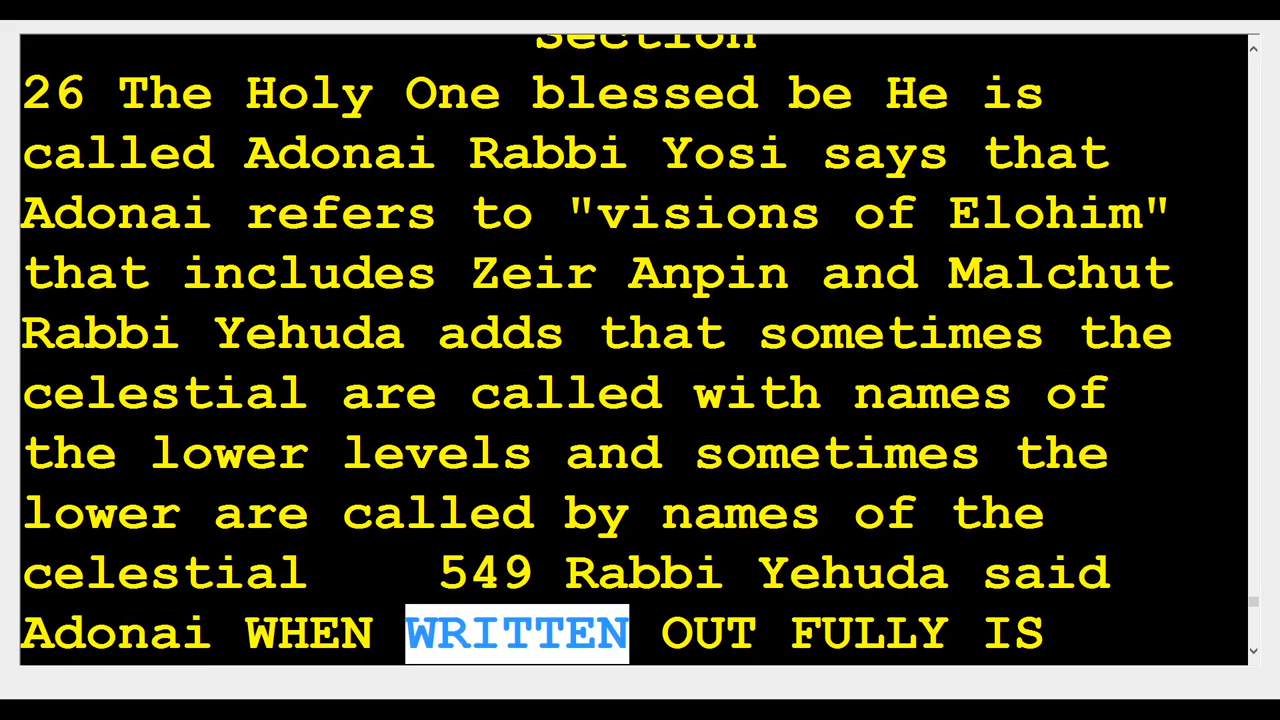 Section
26 The Holy One blessed be He is
called Adonai Rabbi Yosi says that
Adonai refers to "visions of Elohim"
that includes Zeir Anpin and Malchut
Rabbi Yehuda adds that sometimes the
celestial are called with names of
the lower levels and sometimes the
lower are called by names of the
celestial    549 Rabbi Yehuda said
Adonai WHEN WRITTEN OUT FULLY IS